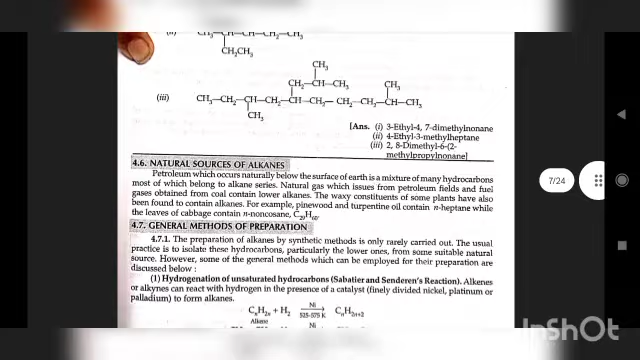 CH₃—CH—CH—CH₂—CH₃
CH₂CH₃
CH₃
CH₂—CH—CH₃ CH₃
(iii) CH₃—CH₂—CH—CH₂—CH—CH₂—CH₂—CH₂—CH—CH₃
CH₃
[Ans. (i) 3-Ethyl-4, 7-dimethylnonane
(ii) 4-Ethyl-3-methylheptane
(iii) 2, 8-Dimethyl-6-(2-
methylpropylnonane]
4.6. NATURAL SOURCES OF ALKANES
Petroleum which occurs naturally below the surface of earth is a mixture of many hydrocarbons
most of which belong to alkane series. Natural gas which issues from petroleum fields and fuel
gases obtained from coal contain lower alkanes. The waxy constituents of some plants have also
been found to contain alkanes. For example, pinewood and turpentine oil contain n-heptane while
the leaves of cabbage contain n-noncosane, C₂₉H₆₀.
4.7. GENERAL METHODS OF PREPARATION
4.7.1. The preparation of alkanes by synthetic methods is only rarely carried out. The usual
practice is to isolate these hydrocarbons, particularly the lower ones, from some suitable natural
source. However, some of the general methods which can be employed for their preparation are
discussed below :
(1) Hydrogenation of unsaturated hydrocarbons (Sabatier and Senderen's Reaction). Alkenes
or alkynes can react with hydrogen in the presence of a catalyst (finely divided nickel, platinum or
palladium) to form alkanes.
Ni
CₙH₂ₙ + H₂ → CₙH₂ₙ₊₂
Alkene 525-575 K
Ni
7/24
InShOt